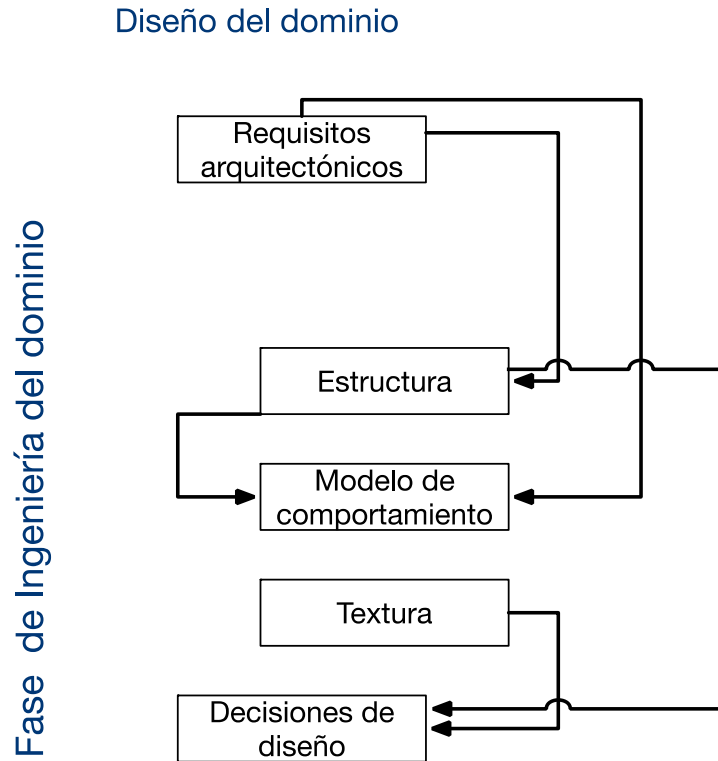 Diseño del dominio
Requisitos
arquitectónicos
Fase de Ingeniería del dominio
Estructura
Modelo de
comportamiento
Textura
Decisiones de
diseño